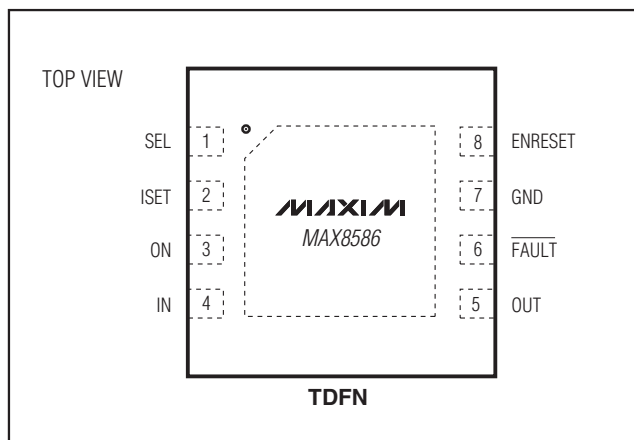 TOP VIEW
SEL 1
ISET 2
ON 3
IN 4
MAXIM
MAX8586
8 ENRESET
7 GND
6 F̅A̅U̅L̅T̅
5 OUT
TDFN